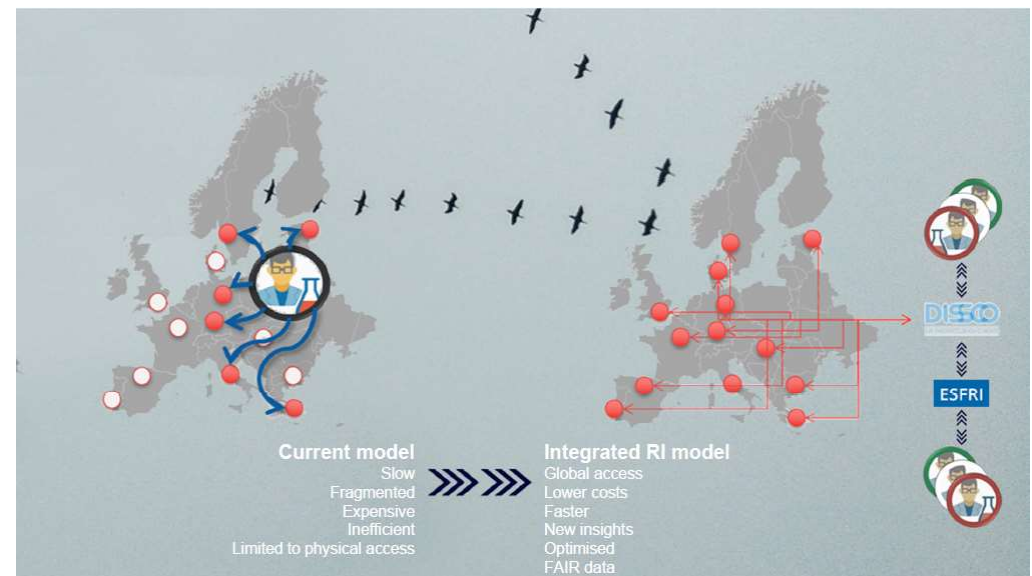 DISSCO
ESFRI
Current model
Slow
Fragmented
Expensive
Inefficient
Limited to physical access
Integrated RI model
Global access
Lower costs
Faster
New insights
Optimised
FAIR data